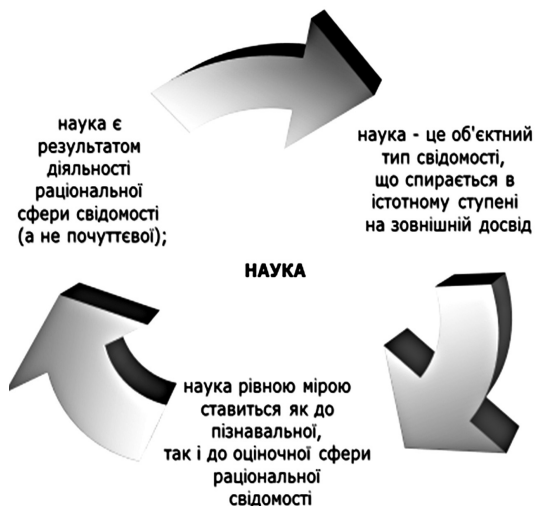 наука є
результатом
діяльності
раціональної
сфери свідомості
(а не почуттєвої);
наука - це об'єктний
тип свідомості,
що спирається в
істотному ступені
на зовнішній досвід
НАУКА
наука рівною мірою
ставиться як до
пізнавальної,
так і до оціночної сфери
раціональної
свідомості